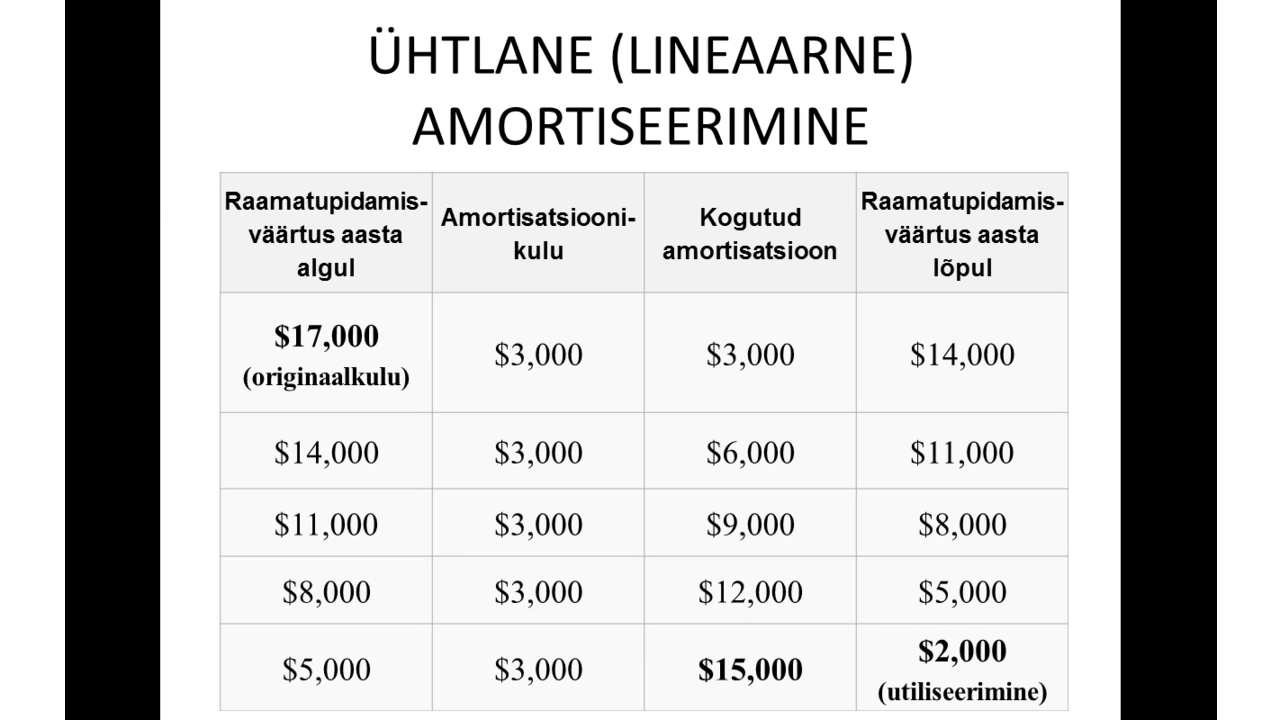 ÜHTLANE (LINEAARNE)
AMORTISEERIMINE
Raamatupidamis-
väärtus aasta
algul
Amortisatsiooni-
kulu
Kogutud
amortisatsioon
Raamatupidamis-
väärtus aasta
lõpul
$17,000
(originaalkulu)
$3,000
$3,000
$14,000
$14,000
$3,000
$6,000
$11,000
$11,000
$3,000
$9,000
$8,000
$8,000
$3,000
$12,000
$5,000
$5,000
$3,000
$15,000
$2,000
(utiliseerimine)